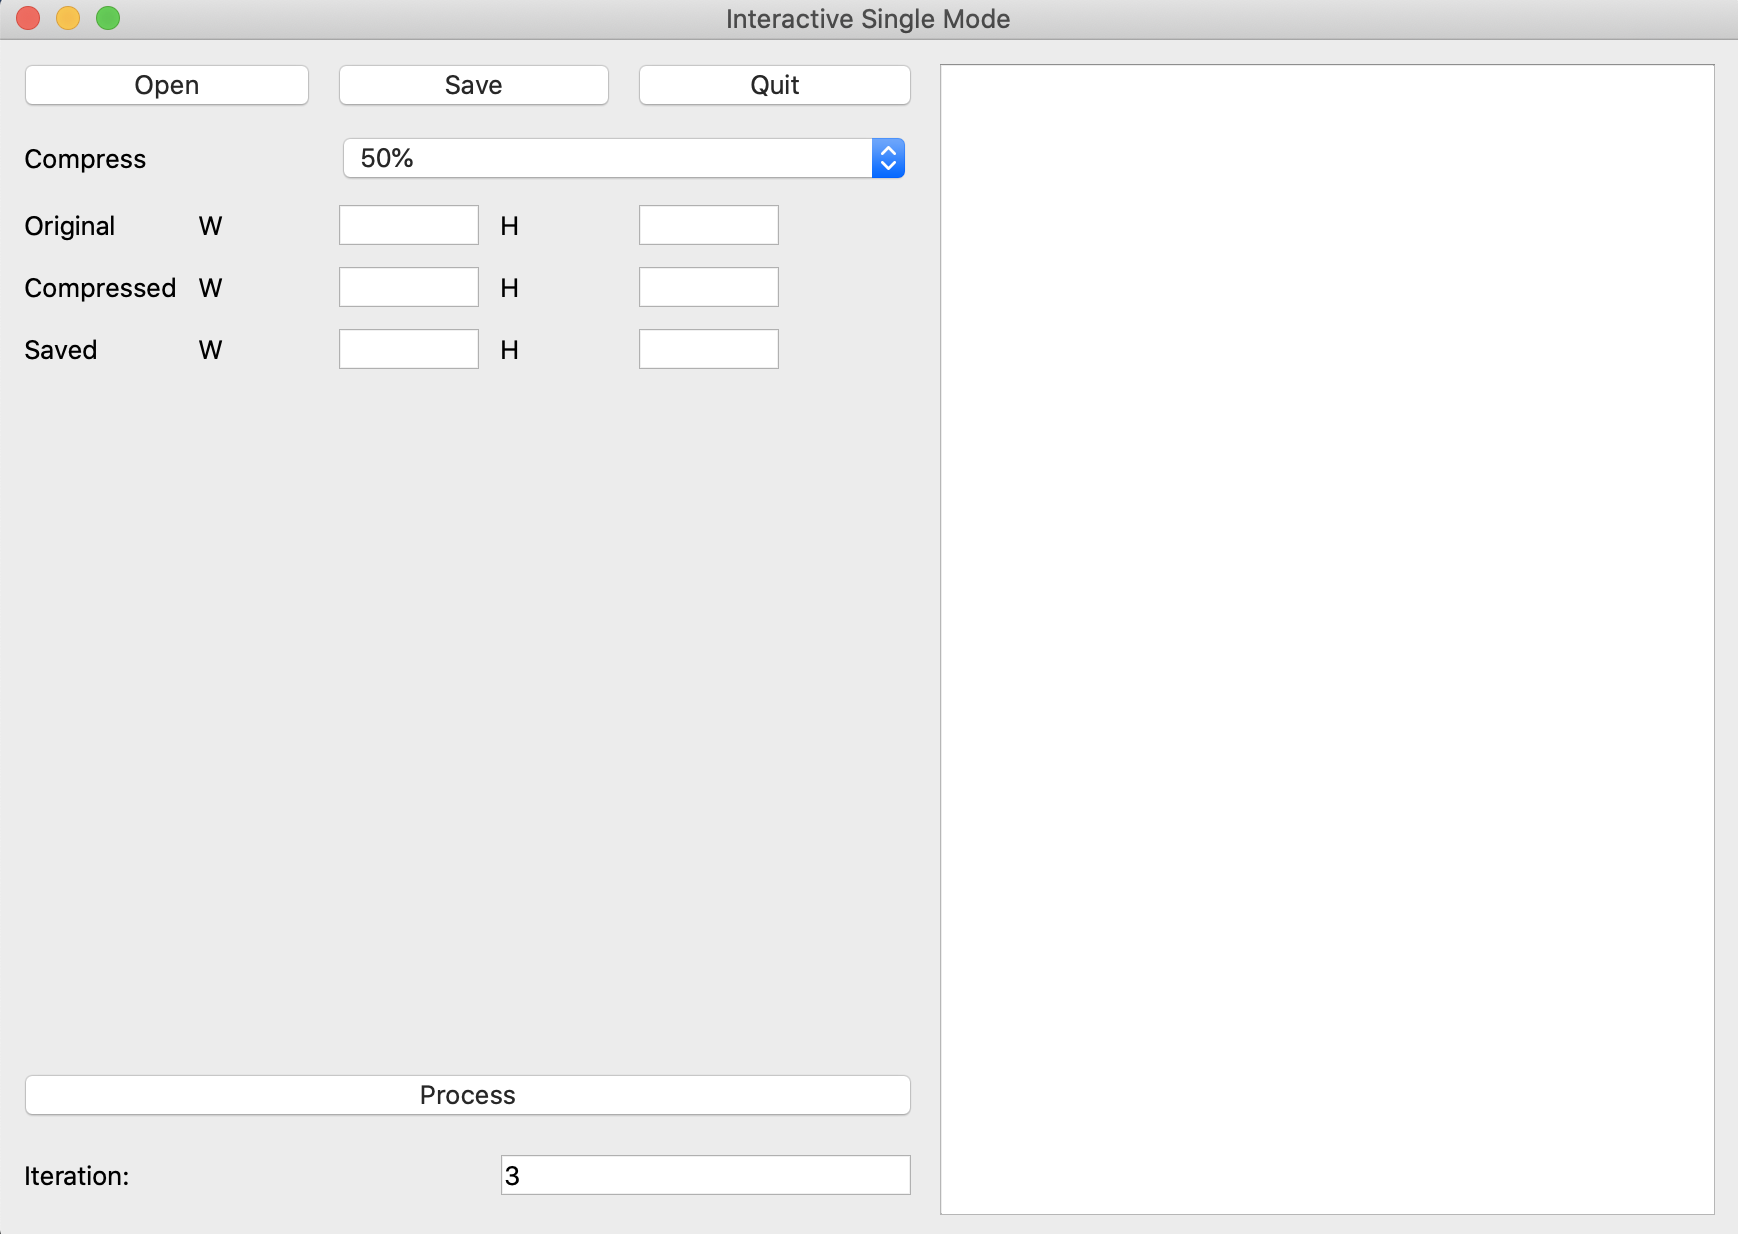 Interactive Single Mode
Open Save Quit
Compress 50%
Original W H
Compressed W H
Saved W H
Process
Iteration: 3